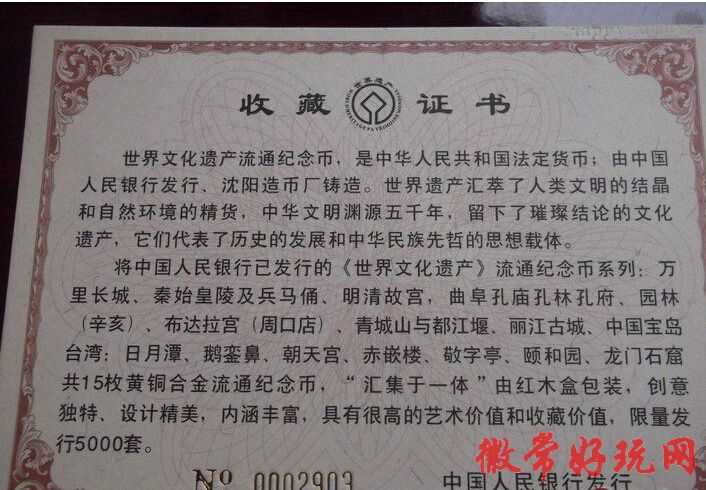 收藏 证书
世界文化遗产流通纪念币，是中华人民共和国法定货币；由中国
人民银行发行、沈阳造币厂铸造。世界遗产汇萃了人类文明的结晶
和自然环境的精货，中华文明渊源五千年，留下了璀璨结论的文化
遗产，它们代表了历史的发展和中华民族先哲的思想载体。
将中国人民银行已发行的《世界文化遗产》流通纪念币系列：万
里长城、秦始皇陵及兵马俑、明清故宫，曲阜孔庙孔林孔府、园林
（辛亥）、布达拉宫（周口店）、青城山与都江堰、丽江古城、中国宝岛
台湾：日月潭、鹅銮鼻、朝天宫、赤嵌楼、敬字亭、颐和园、龙门石窟
共15枚黄铜合金流通纪念币，“汇集于一体”由红木盒包装，创意
独特、设计精美，内涵丰富，具有很高的艺术价值和收藏价值，限量发
行5000套。
Nº 0002903 中国人民银行发行
徽常好玩网